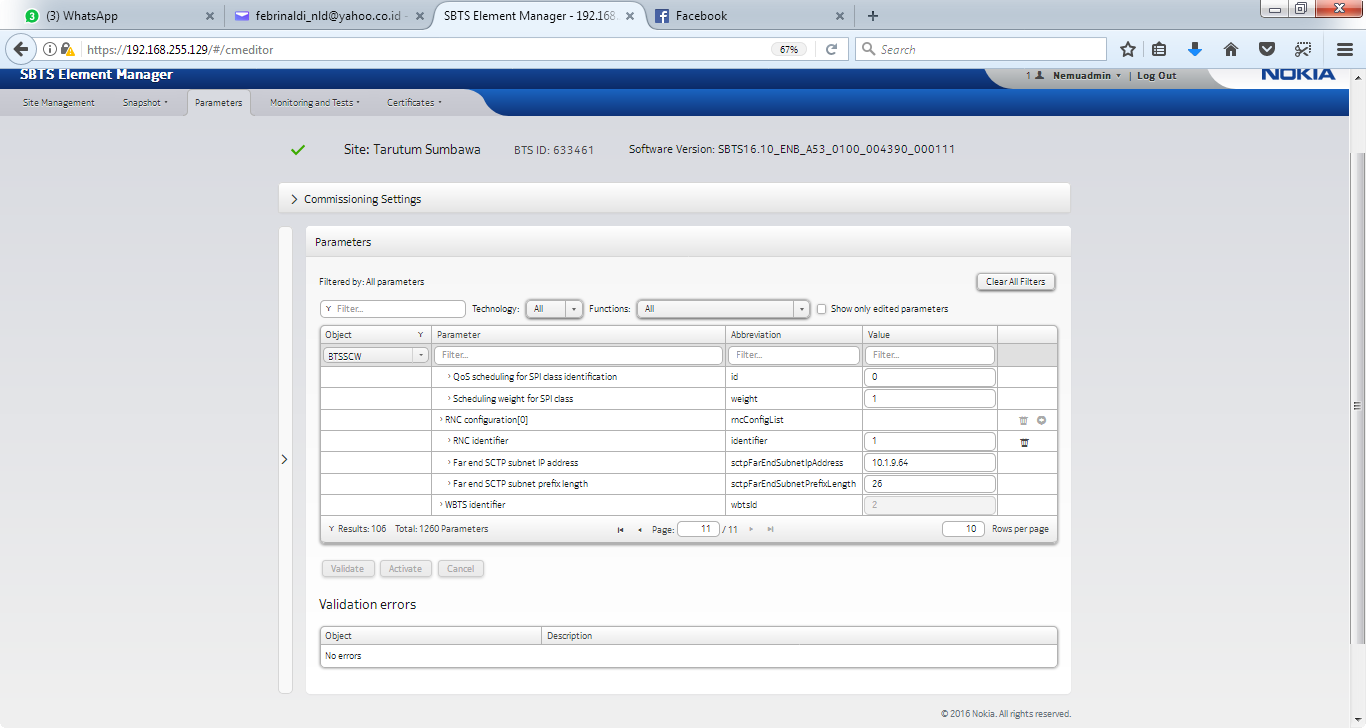 (3) WhatsApp
febrinaldi_nld@yahoo.co.id -
SBTS Element Manager - 192.168.
Facebook
https://192.168.255.129/#/cmeditor
67%
Search
SBTS Element Manager
1 Nemuadmin | Log Out
NOKIA
Site Management Snapshot Parameters Monitoring and Tests Certificates
Site: Tarutum Sumbawa BTS ID: 633461 Software Version: SBTS16.10_ENB_A53_0100_004390_000111
Commissioning Settings
Parameters
Filtered by: All parameters
Clear All Filters
Filter... Technology: All Functions: All Show only edited parameters
Object Parameter Abbreviation Value
BTSSCW Filter... Filter... Filter...
QoS scheduling for SPI class identification id 0
Scheduling weight for SPI class weight 1
RNC configuration[0] rncConfigList
RNC identifier identifier 1
Far end SCTP subnet IP address sctpFarEndSubnetIpAddress 10.1.9.64
Far end SCTP subnet prefix length sctpFarEndSubnetPrefixLength 26
WBTS identifier wbtsId 2
Results: 106 Total: 1260 Parameters Page: 11 / 11 10 Rows per page
Validate Activate Cancel
Validation errors
Object Description
No errors
© 2016 Nokia. All rights reserved.